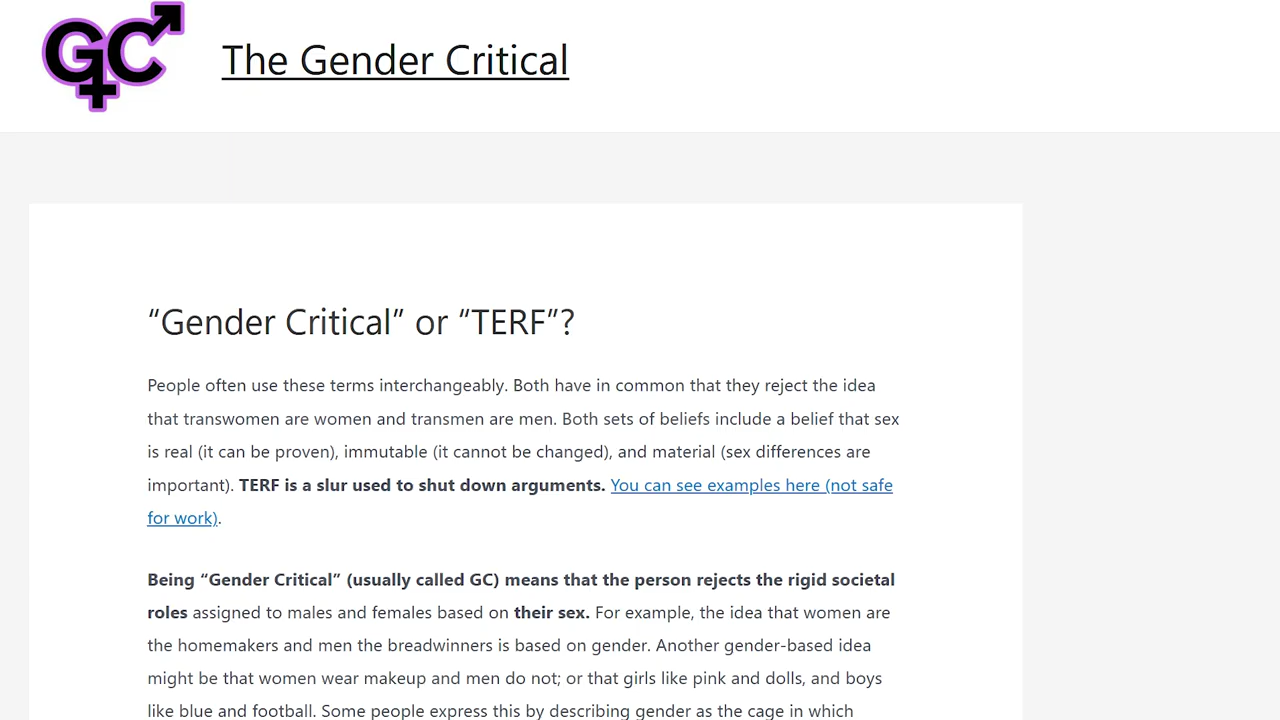 GC
The Gender Critical
“Gender Critical” or “TERF”?
People often use these terms interchangeably. Both have in common that they reject the idea
that transwomen are women and transmen are men. Both sets of beliefs include a belief that sex
is real (it can be proven), immutable (it cannot be changed), and material (sex differences are
important). TERF is a slur used to shut down arguments. You can see examples here (not safe
for work).
Being “Gender Critical” (usually called GC) means that the person rejects the rigid societal
roles assigned to males and females based on their sex. For example, the idea that women are
the homemakers and men the breadwinners is based on gender. Another gender-based idea
might be that women wear makeup and men do not; or that girls like pink and dolls, and boys
like blue and football. Some people express this by describing gender as the cage in which